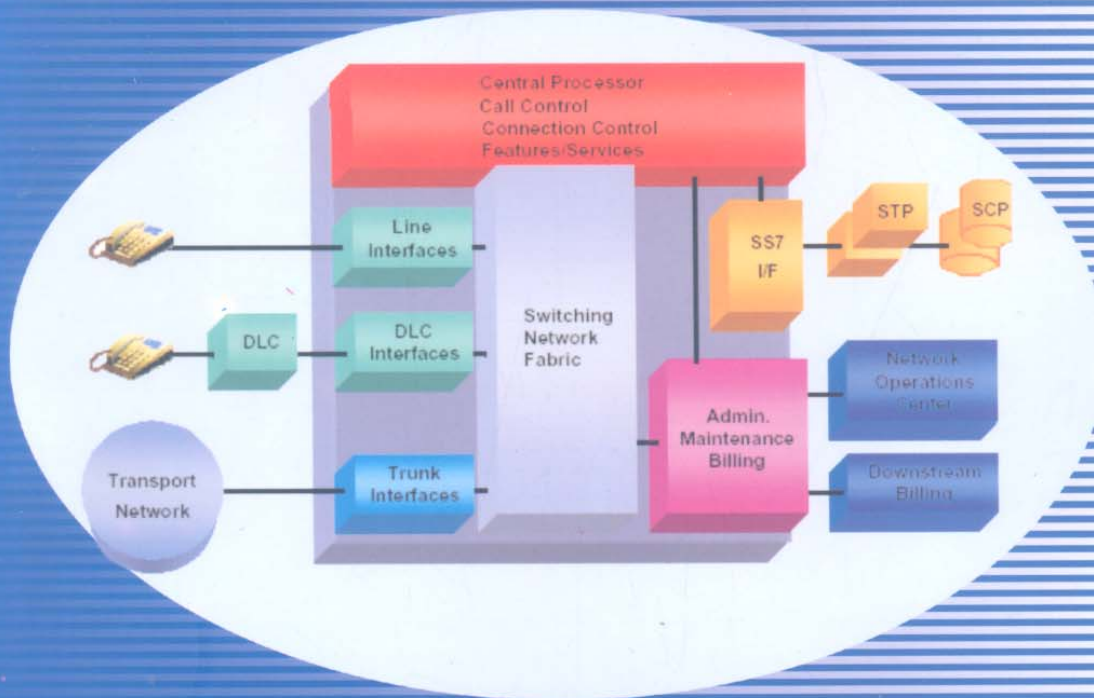 Central Processor
Call Control
Connection Control
Features/Services
Line
Interfaces
DLC
DLC
Interfaces
Transport
Network
Trunk
Interfaces
Switching
Network
Fabric
SS7
I/F
STP
SCP
Admin.
Maintenance
Billing
Network
Operations
Center
Downstream
Billing